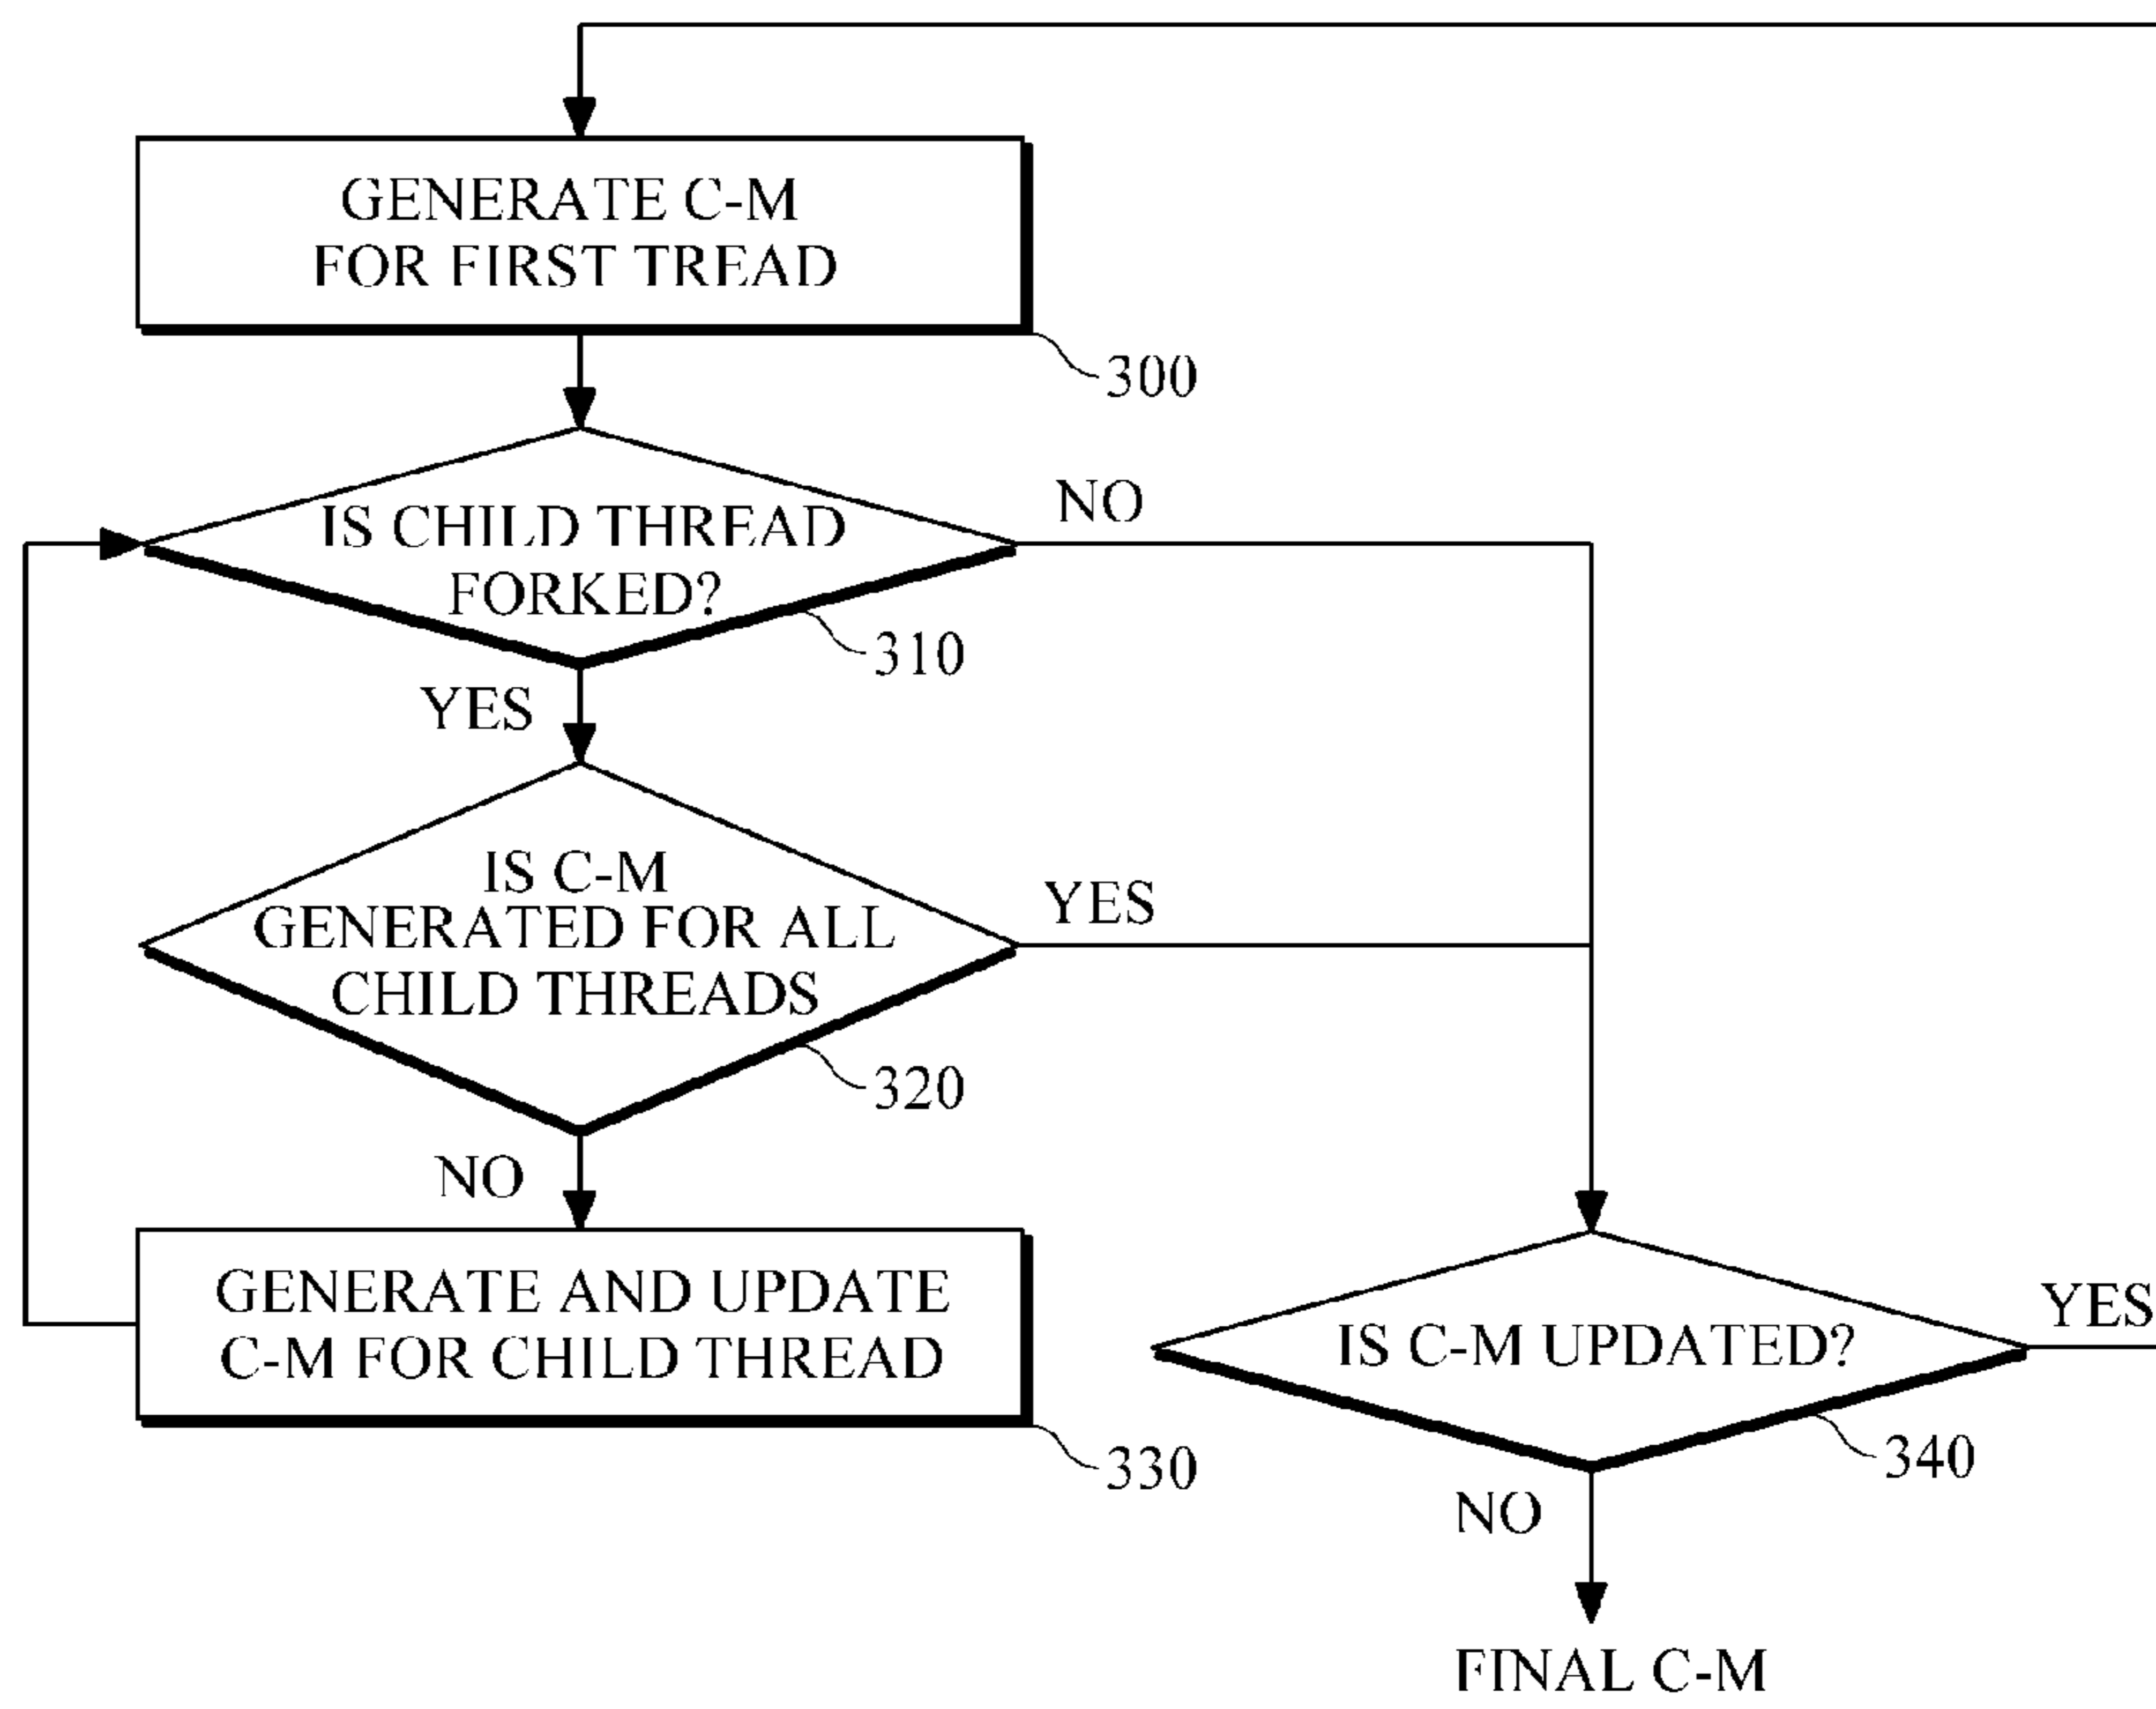 GENERATE C-M
FOR FIRST TREAD
300
IS CHILD THREAD
FORKED?
NO
310
YES
IS C-M
GENERATED FOR ALL
CHILD THREADS
YES
320
NO
GENERATE AND UPDATE
C-M FOR CHILD THREAD
330
IS C-M UPDATED?
YES
340
NO
FINAL C-M